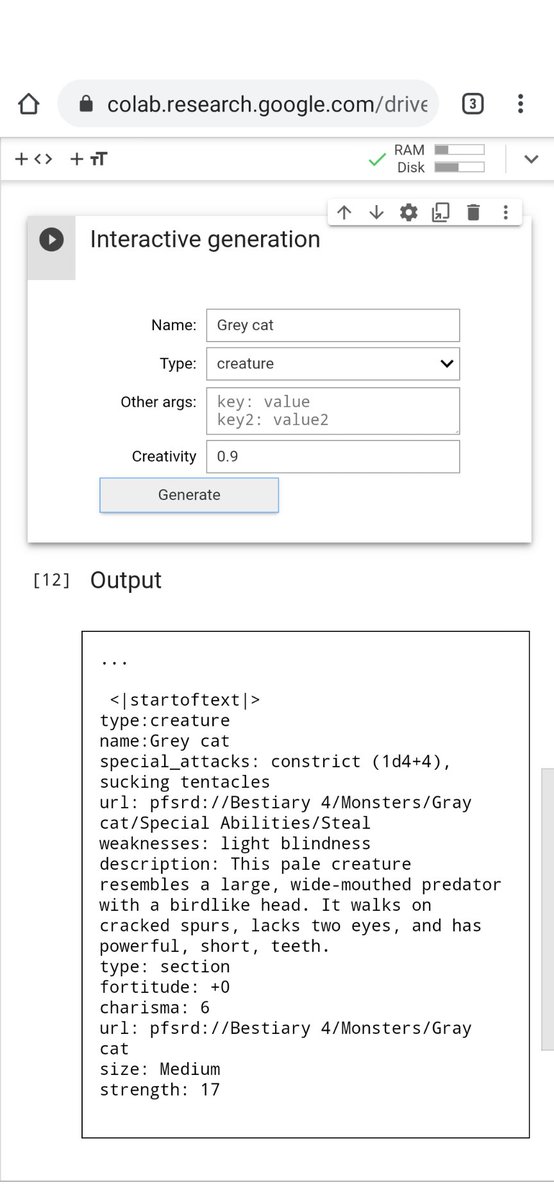 colab.research.google.com/drive
3
+<> +TT
RAM
Disk
Interactive generation
Name: Grey cat
Type: creature
Other args: key: value
key2: value2
Creativity 0.9
Generate
[12] Output
...
<|startoftext|>
type:creature
name:Grey cat
special_attacks: constrict (1d4+4),
sucking tentacles
url: pfsrd://Bestiary 4/Monsters/Gray
cat/Special Abilities/Steal
weaknesses: light blindness
description: This pale creature
resembles a large, wide-mouthed predator
with a birdlike head. It walks on
cracked spurs, lacks two eyes, and has
powerful, short, teeth.
type: section
fortitude: +0
charisma: 6
url: pfsrd://Bestiary 4/Monsters/Gray
cat
size: Medium
strength: 17